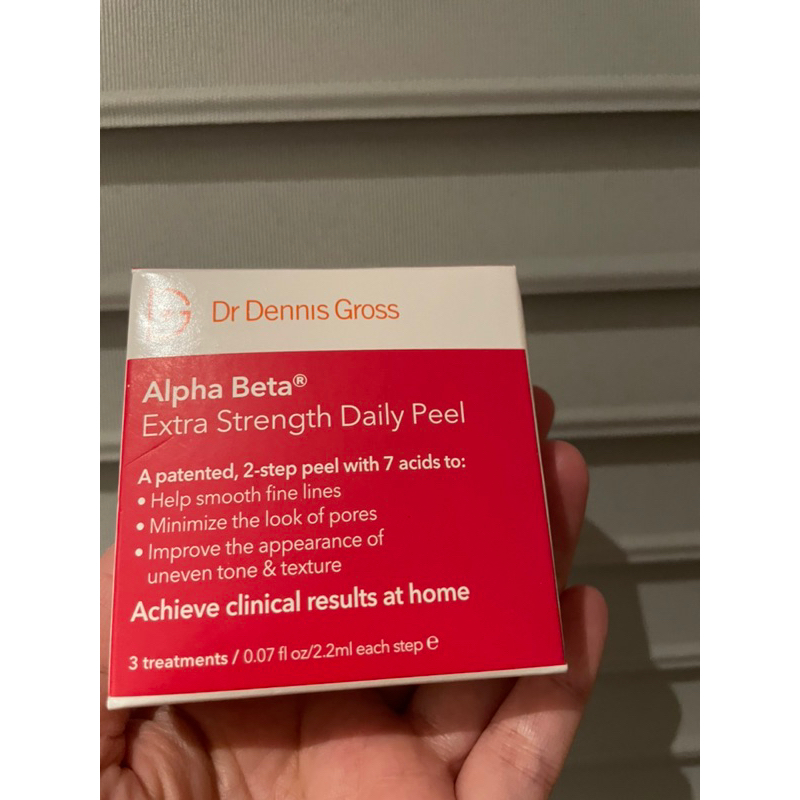 Dr Dennis Gross
Alpha Beta®
Extra Strength Daily Peel
A patented, 2-step peel with 7 acids to:
• Help smooth fine lines
• Minimize the look of pores
• Improve the appearance of
uneven tone & texture
Achieve clinical results at home
3 treatments / 0.07 fl oz/2.2ml each step ℮